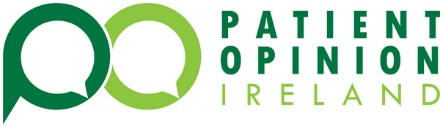 PATIENT
OPINION
IRELAND